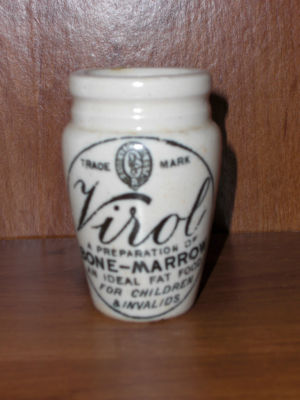 TRADE MARK
Virol
A PREPARATION OF
BONE-MARROW
AN IDEAL FAT FOOD
FOR CHILDREN
& INVALIDS.